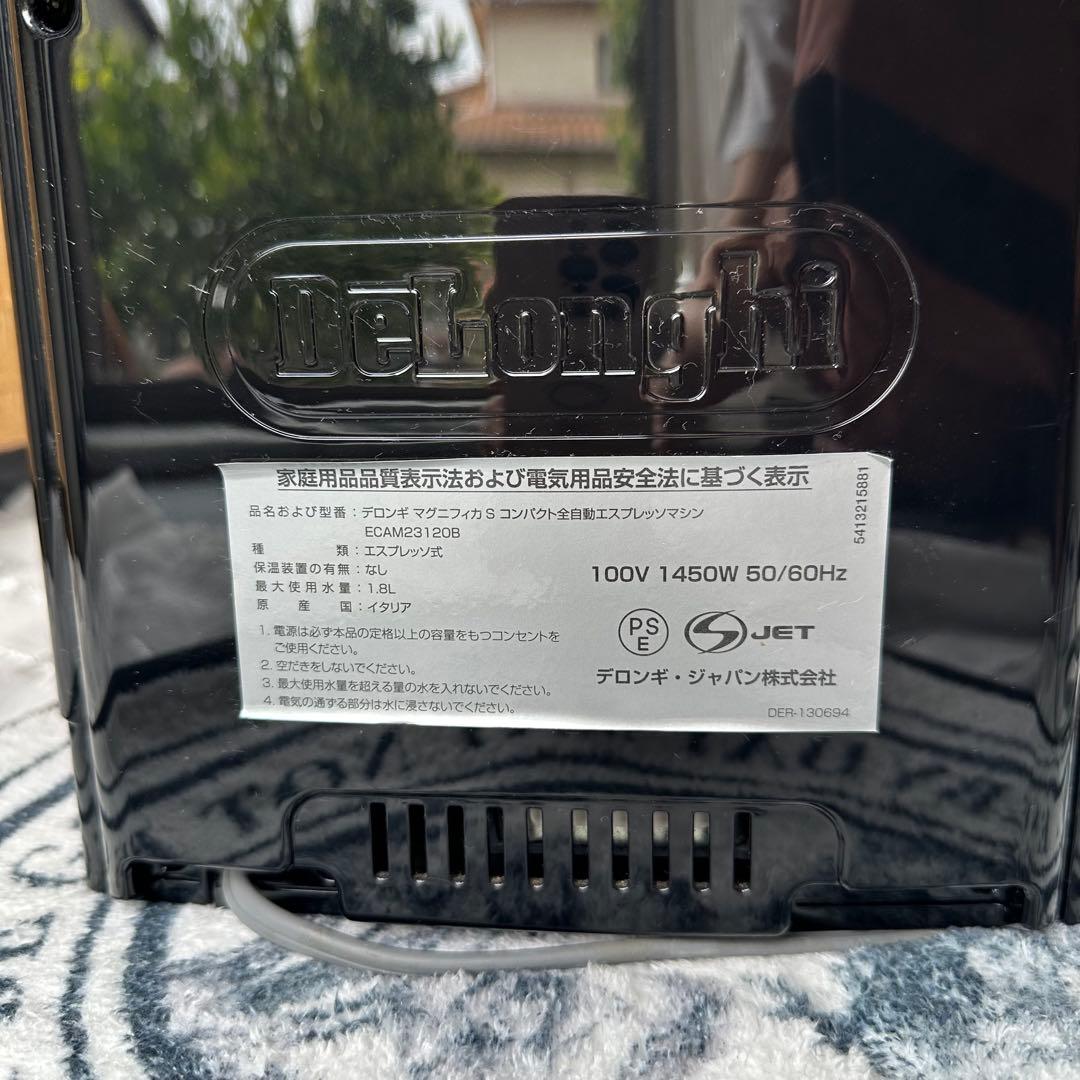 DeLonghi
家庭用品品質表示法および電気用品安全法に基づく表示
品名および型番：デロンギ マグニフィカS コンパクト全自動エスプレッソマシン
ECAM23120B
種類：エスプレッソ式
保温装置の有無：なし
最大使用水量：1.8L
原産国：イタリア
1. 電源は必ず本品の定格以上の容量をもつコンセントを
ご使用ください。
2. 空だきをしないでください。
3. 最大使用水量を超える量の水を入れないでください。
4. 電気の通ずる部分は水に浸さないでください。
100V 1450W 50/60Hz
PS
E
JET
デロンギ・ジャパン株式会社
DER-130694
5413215881